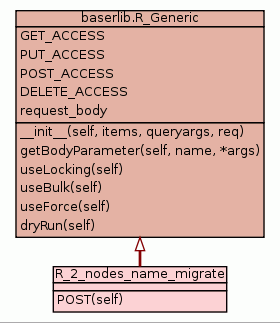 baserlib.R_Generic
GET_ACCESS
PUT_ACCESS
POST_ACCESS
DELETE_ACCESS
request_body
__init__(self, items, queryargs, req)
getBodyParameter(self, name, *args)
useLocking(self)
useBulk(self)
useForce(self)
dryRun(self)
R_2_nodes_name_migrate
POST(self)